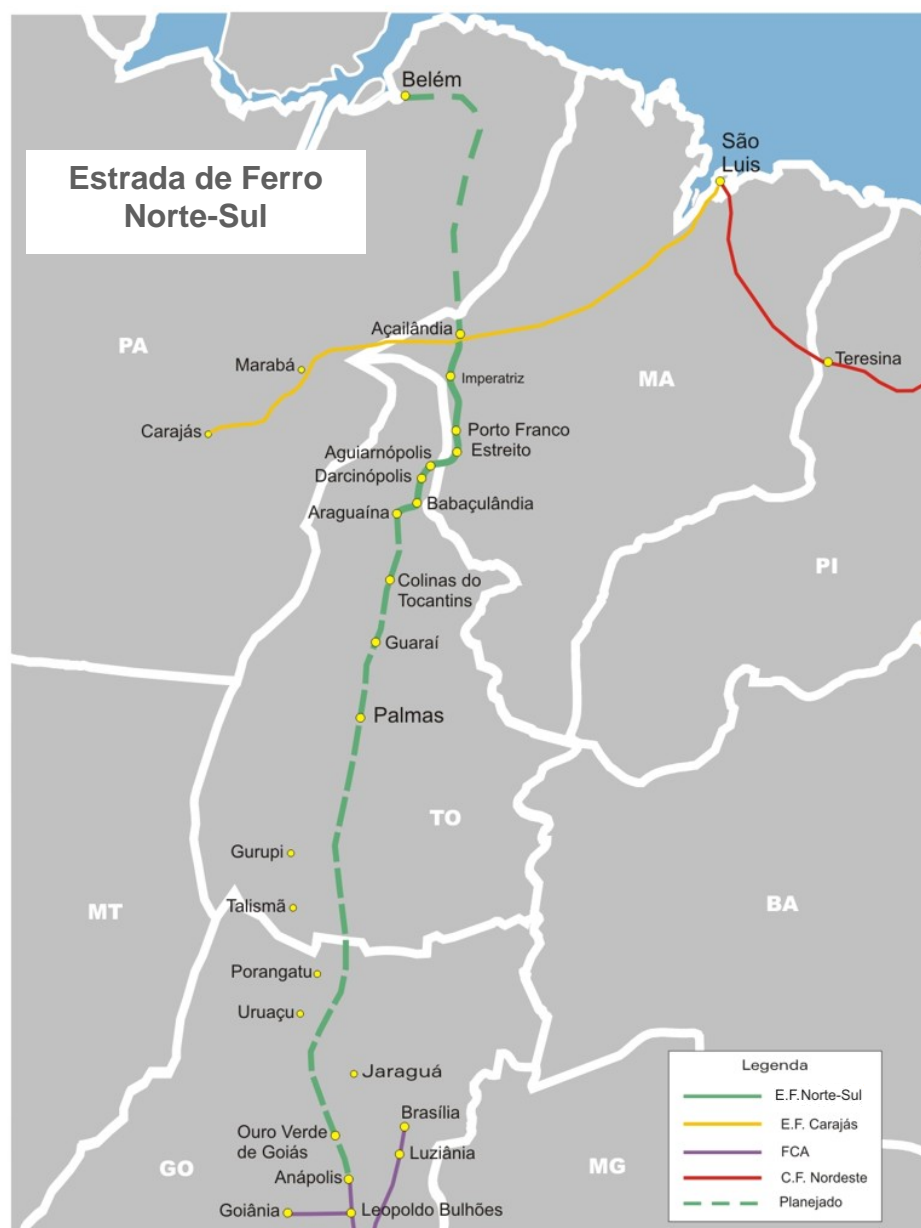 Belém
São
Luis
Estrada de Ferro
Norte-Sul
PA
Açailândia
Marabá
Imperatriz
MA
Teresina
Carajás
Porto Franco
Estreito
Aguiarnópolis
Darcinópolis
Babaçulândia
Araguaína
PI
Colinas do
Tocantins
Guaraí
Palmas
TO
Gurupi
Talismã
MT
BA
Porangatu
Uruaçu
Jaraguá
Brasília
Ouro Verde
de Goiás
Luziânia
GO
MG
Anápolis
Goiânia
Leopoldo Bulhões
Legenda
E.F.Norte-Sul
E.F. Carajás
FCA
C.F. Nordeste
Planejado